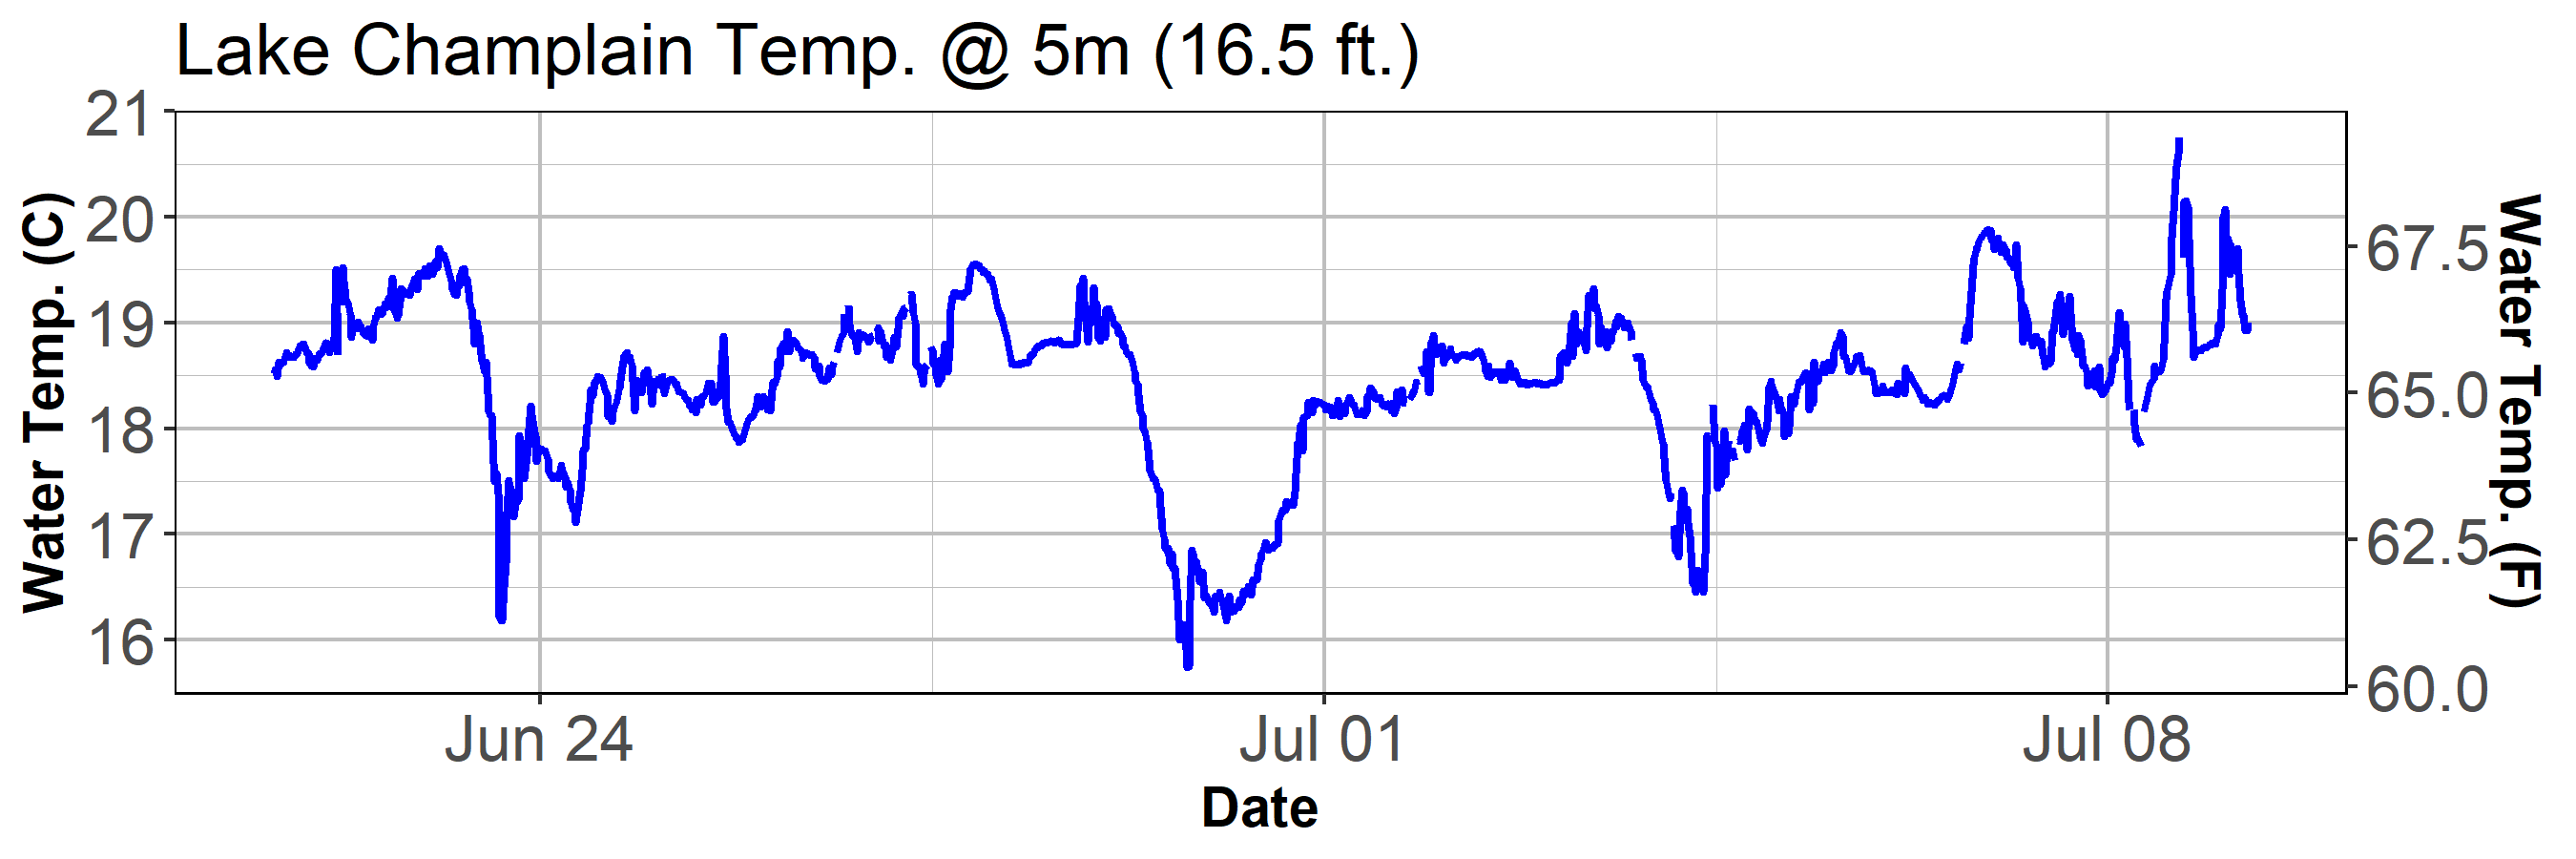 Lake Champlain Temp. @ 5m (16.5 ft.)
Water Temp. (C)
21
20
19
18
17
16
67.5
65.0
62.5
60.0
Water Temp. (F)
Jun 24
Jul 01
Jul 08
Date